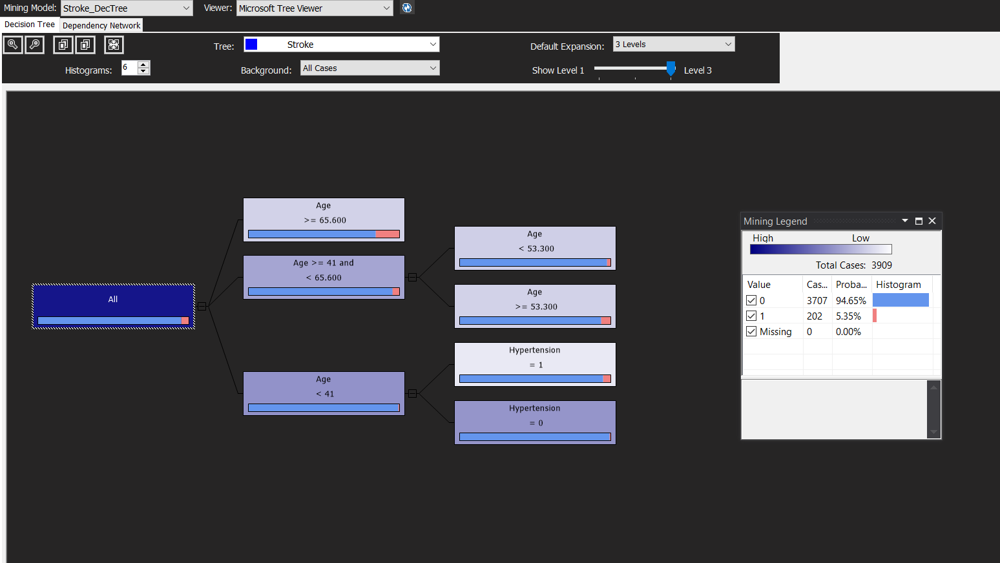 Mining Model: Stroke_DecTree Viewer: Microsoft Tree Viewer
Decision Tree Dependency Network
Tree: Stroke Default Expansion: 3 Levels
Histograms: 6 Background: All Cases Show Level 1 Level 3
All
Age
>= 65.600
Age >= 41 and
< 65.600
Age
< 41
Age
< 53.300
Age
>= 53.300
Hypertension
= 1
Hypertension
= 0
Mining Legend
High Low
Total Cases: 3909
Value Cas... Proba... Histogram
0 3707 94.65%
1 202 5.35%
Missing 0 0.00%